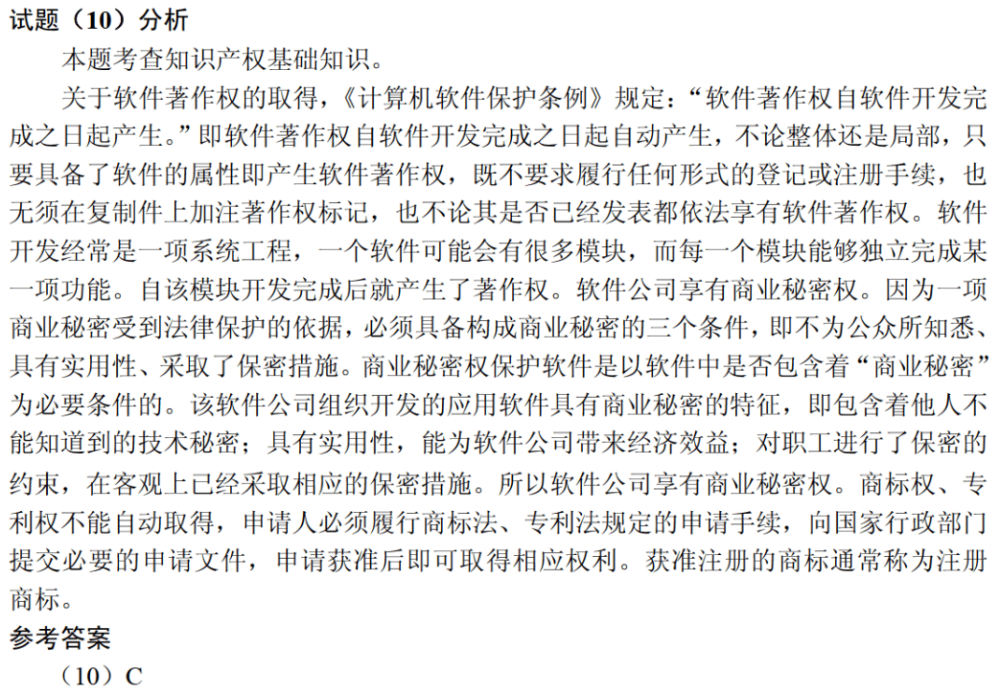 试题（10）分析
本题考查知识产权基础知识。
关于软件著作权的取得，《计算机软件保护条例》规定：“软件著作权自软件开发完
成之日起产生。”即软件著作权自软件开发完成之日起自动产生，不论整体还是局部，只
要具备了软件的属性即产生软件著作权，既不要求履行任何形式的登记或注册手续，也
无须在复制件上加注著作权标记，也不论其是否已经发表都依法享有软件著作权。软件
开发经常是一项系统工程，一个软件可能会有很多模块，而每一个模块能够独立完成某
一项功能。自该模块开发完成后就产生了著作权。软件公司享有商业秘密权。因为一项
商业秘密受到法律保护的依据，必须具备构成商业秘密的三个条件，即不为公众所知悉、
具有实用性、采取了保密措施。商业秘密权保护软件是以软件中是否包含着“商业秘密”
为必要条件的。该软件公司组织开发的应用软件具有商业秘密的特征，即包含着他人不
能知道到的技术秘密；具有实用性，能为软件公司带来经济效益；对职工进行了保密的
约束，在客观上已经采取相应的保密措施。所以软件公司享有商业秘密权。商标权、专
利权不能自动取得，申请人必须履行商标法、专利法规定的申请手续，向国家行政部门
提交必要的申请文件，申请获准后即可取得相应权利。获准注册的商标通常称为注册
商标。
参考答案
（10）C